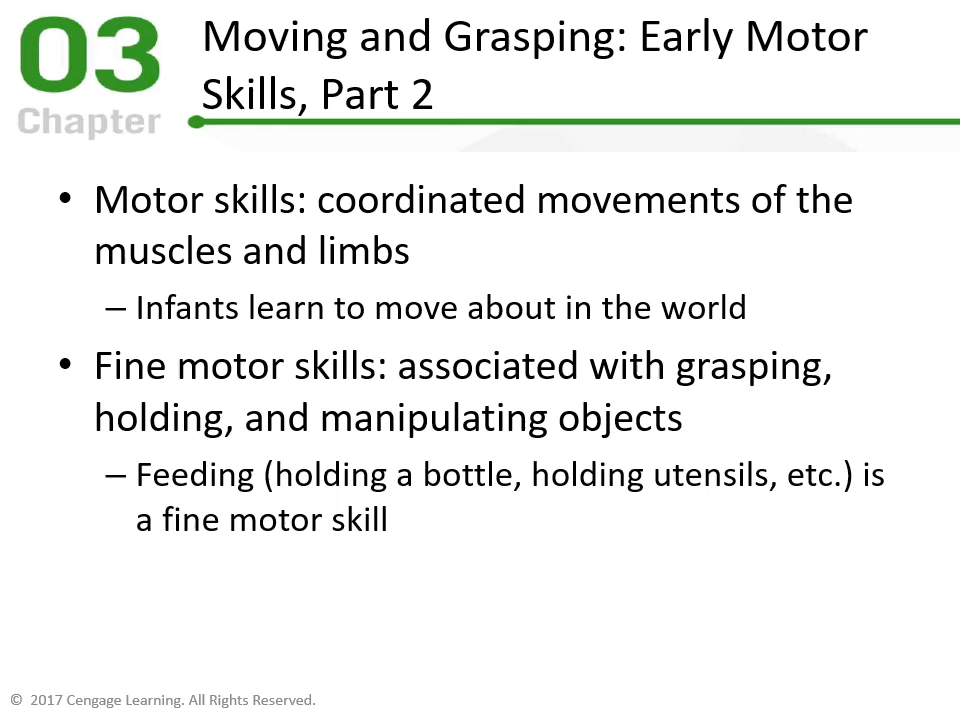 03
Chapter
Moving and Grasping: Early Motor
Skills, Part 2
• Motor skills: coordinated movements of the
muscles and limbs
– Infants learn to move about in the world
• Fine motor skills: associated with grasping,
holding, and manipulating objects
– Feeding (holding a bottle, holding utensils, etc.) is
a fine motor skill
© 2017 Cengage Learning. All Rights Reserved.